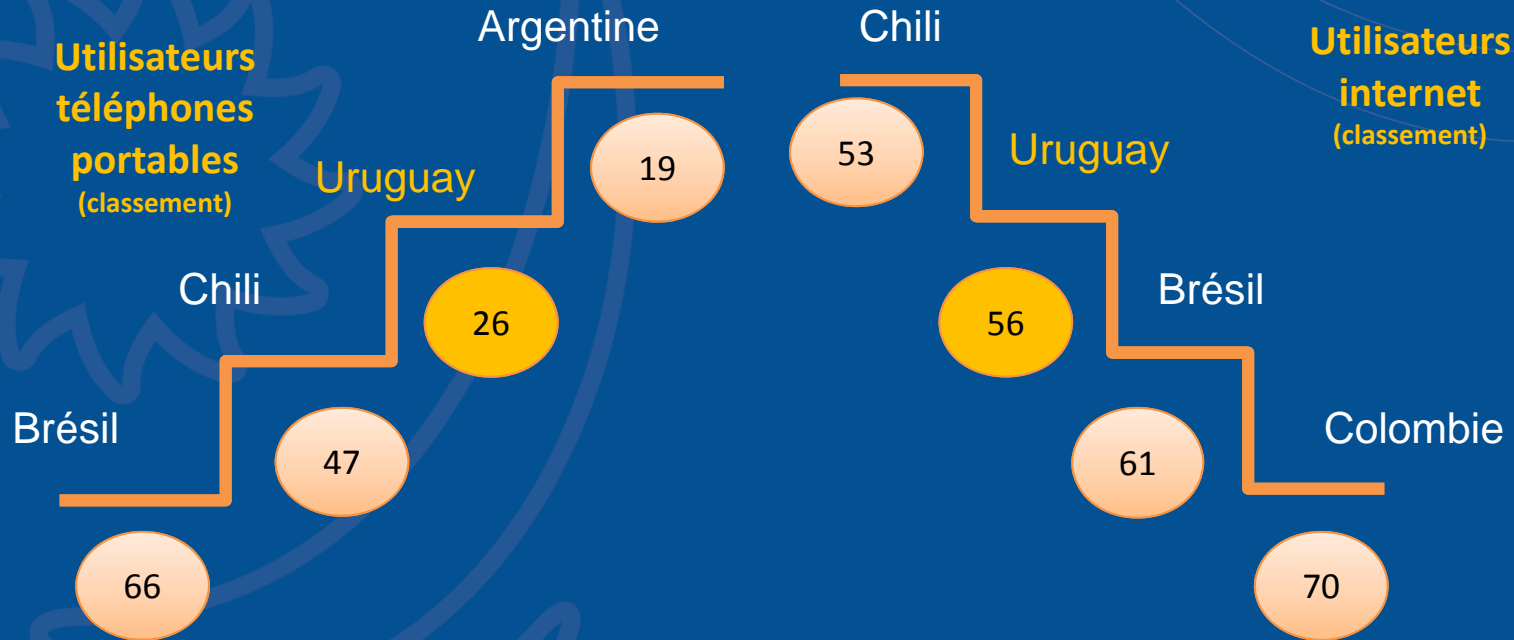 Utilisateurs
téléphones
portables
(classement)
Argentine
19
Uruguay
26
Chili
47
Brésil
66
Utilisateurs
internet
(classement)
Chili
53
Uruguay
56
Brésil
61
Colombie
70